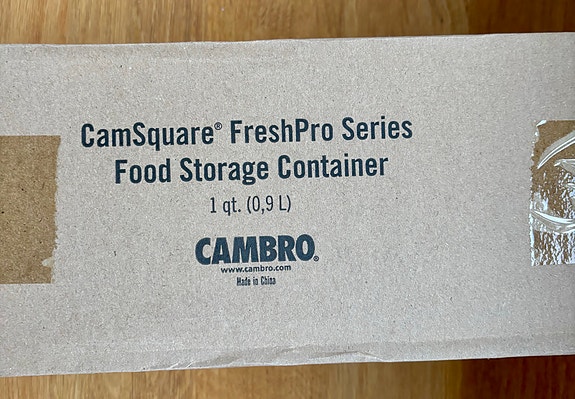 CamSquare® FreshPro Series
Food Storage Container
1 qt. (0,9 L)
CAMBRO®
www.cambro.com
Made in China